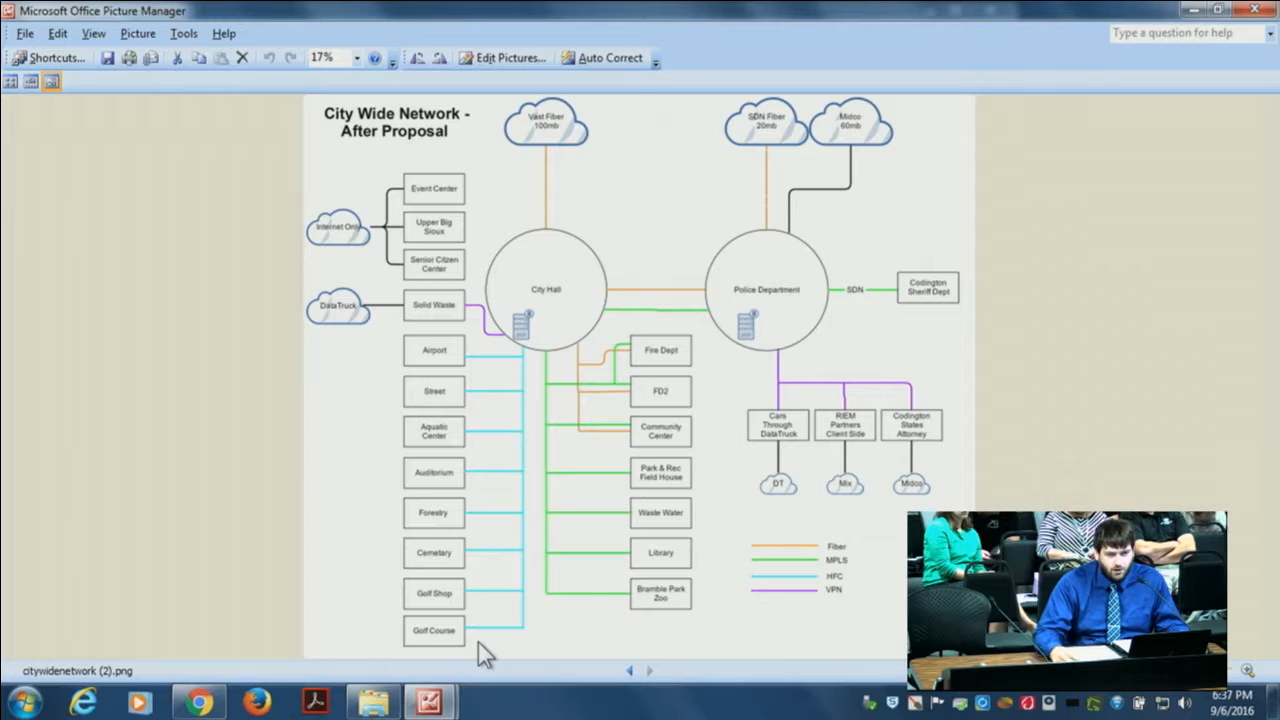 Microsoft Office Picture Manager
File Edit View Picture Tools Help
Type a question for help
Shortcuts...
17%
Edit Pictures...
Auto Correct
City Wide Network -
After Proposal
Vast Fiber
100mb
SDN Fiber
20mb
Midco
60mb
Internet Only
Event Center
Upper Big
Sioux
Senior Citizen
Center
DataTruck
Solid Waste
City Hall
Police Department
SDN
Codington
Sheriff Dept
Airport
Street
Aquatic
Center
Auditorium
Forestry
Cemetary
Golf Shop
Golf Course
Fire Dept
FD2
Community
Center
Park & Rec
Field House
Waste Water
Library
Bramble Park
Zoo
Cars
Through
DataTruck
RIEM
Partners
Client Side
Codington
States
Attorney
DT
Mix
Midco
Fiber
MPLS
HFC
VPN
citywidenetwork (2).png
6:37 PM
9/6/2016